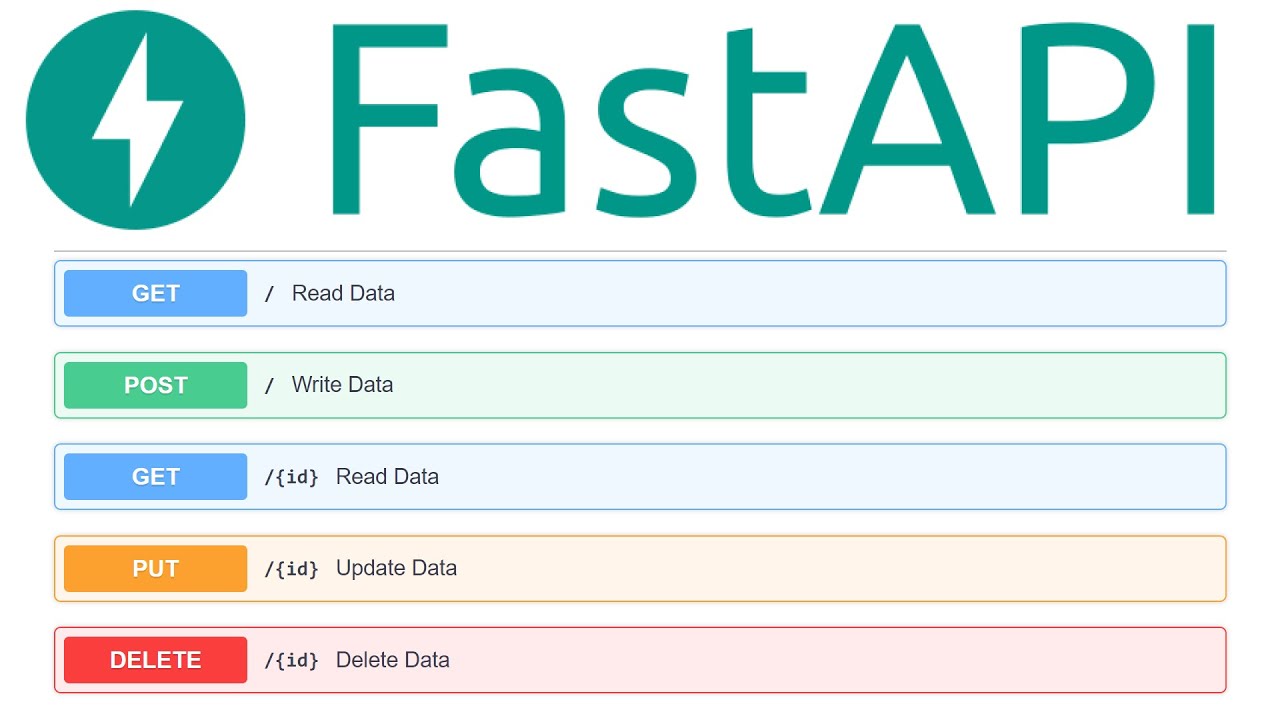 FastAPI
GET / Read Data
POST / Write Data
GET /{id} Read Data
PUT /{id} Update Data
DELETE /{id} Delete Data